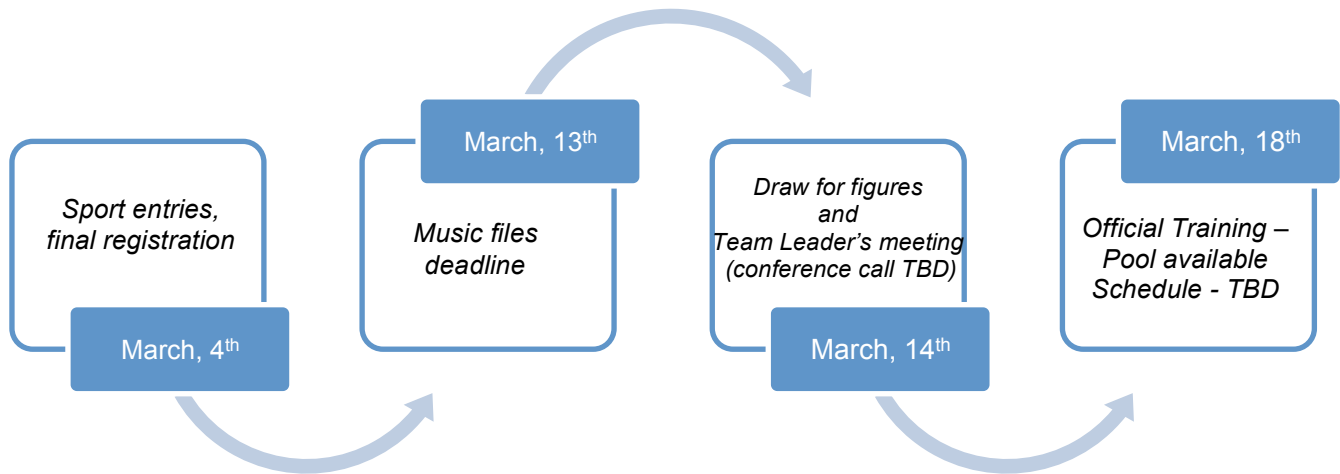 Sport entries,
final registration
March, 4th
March, 13th
Music files
deadline
Draw for figures
and
Team Leader's meeting
(conference call TBD)
March, 14th
March, 18th
Official Training –
Pool available
Schedule - TBD